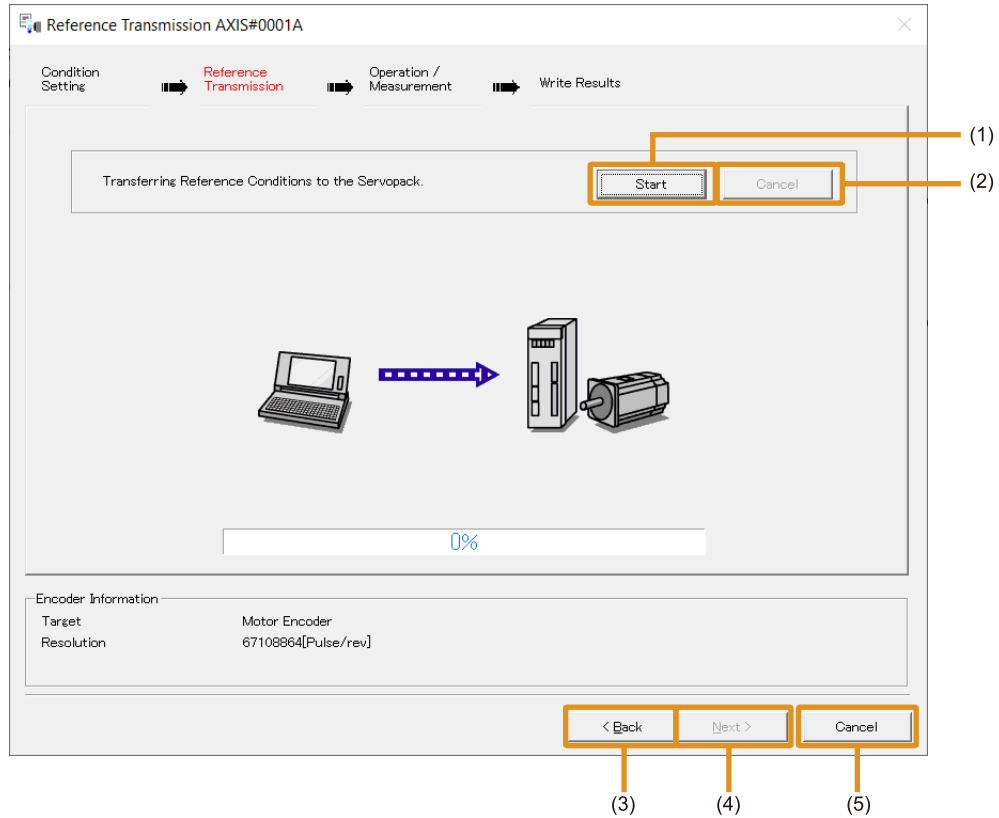 Reference Transmission AXIS#0001A
Condition
Setting
Reference
Transmission
Operation /
Measurement
Write Results
(1)
Transferring Reference Conditions to the Servopack.
Start
Cancel
(2)
0%
Encoder Information
Target Motor Encoder
Resolution 67108864[Pulse/rev]
< Back
Next >
Cancel
(3)
(4)
(5)